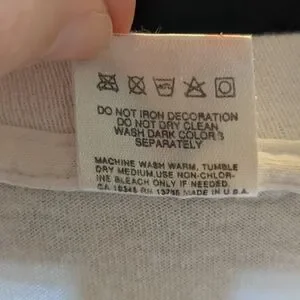 DO NOT IRON DECORATION
DO NOT DRY CLEAN
WASH DARK COLOR'S
SEPARATELY
MACHINE WASH WARM, TUMBLE
DRY MEDIUM, USE NON-CHLOR-
INE BLEACH ONLY IF NEEDED.
MADE IN U.S.A.